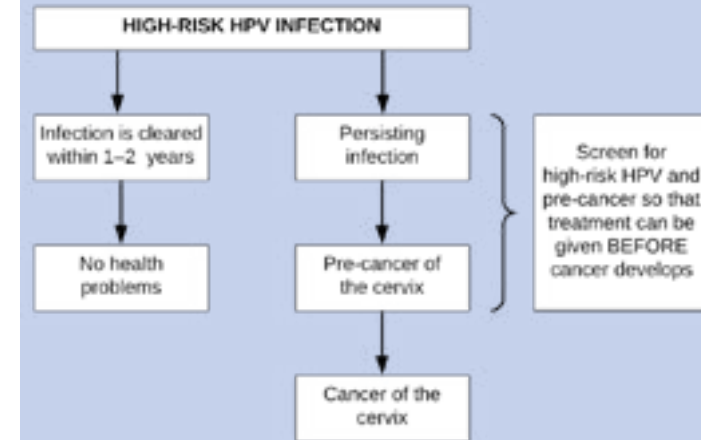 HIGH-RISK HPV INFECTION
Infection is cleared
within 1–2 years
Persisting
infection
Screen for
high-risk HPV and
pre-cancer so that
treatment can be
given BEFORE
cancer develops
No health
problems
Pre-cancer of
the cervix
Cancer of the
cervix